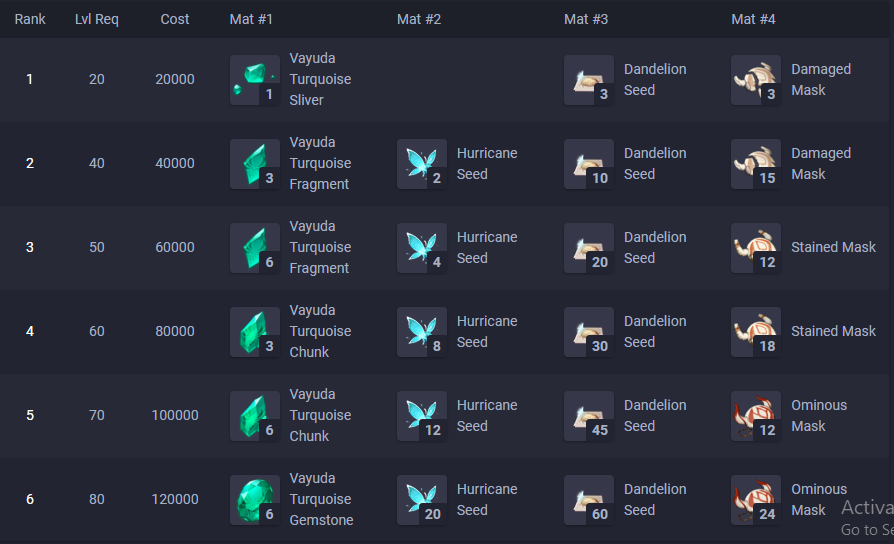 Rank Lvl Req Cost Mat #1 Mat #2 Mat #3 Mat #4
1 20 20000 1 Vayuda Turquoise Sliver 3 Dandelion Seed 3 Damaged Mask
2 40 40000 3 Vayuda Turquoise Fragment 2 Hurricane Seed 10 Dandelion Seed 15 Damaged Mask
3 50 60000 6 Vayuda Turquoise Fragment 4 Hurricane Seed 20 Dandelion Seed 12 Stained Mask
4 60 80000 3 Vayuda Turquoise Chunk 8 Hurricane Seed 30 Dandelion Seed 18 Stained Mask
5 70 100000 6 Vayuda Turquoise Chunk 12 Hurricane Seed 45 Dandelion Seed 12 Ominous Mask
6 80 120000 6 Vayuda Turquoise Gemstone 20 Hurricane Seed 60 Dandelion Seed 24 Ominous Mask
Go to